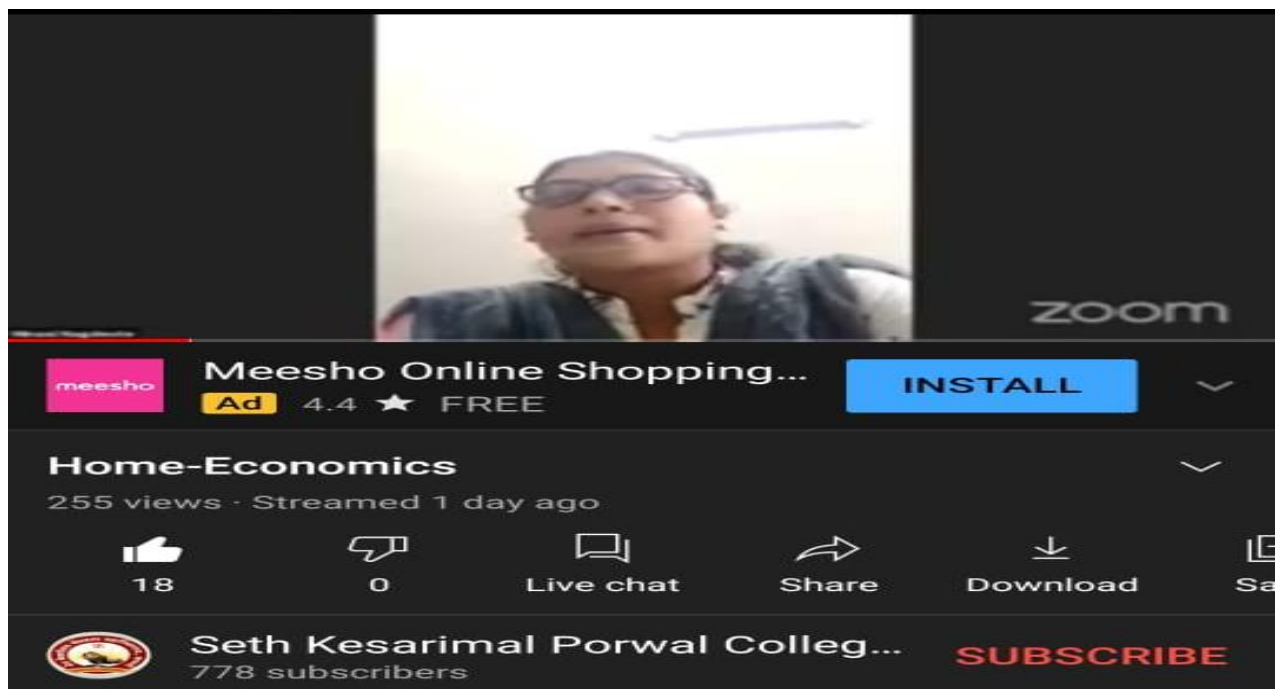 zoom
meesho
Meesho Online Shopping...
INSTALL
Ad 4.4 ★ FREE
Home-Economics
255 views · Streamed 1 day ago
18
0
Live chat
Share
Download
Sa
Seth Kesarimal Porwal Colleg...
SUBSCRIBE
778 subscribers